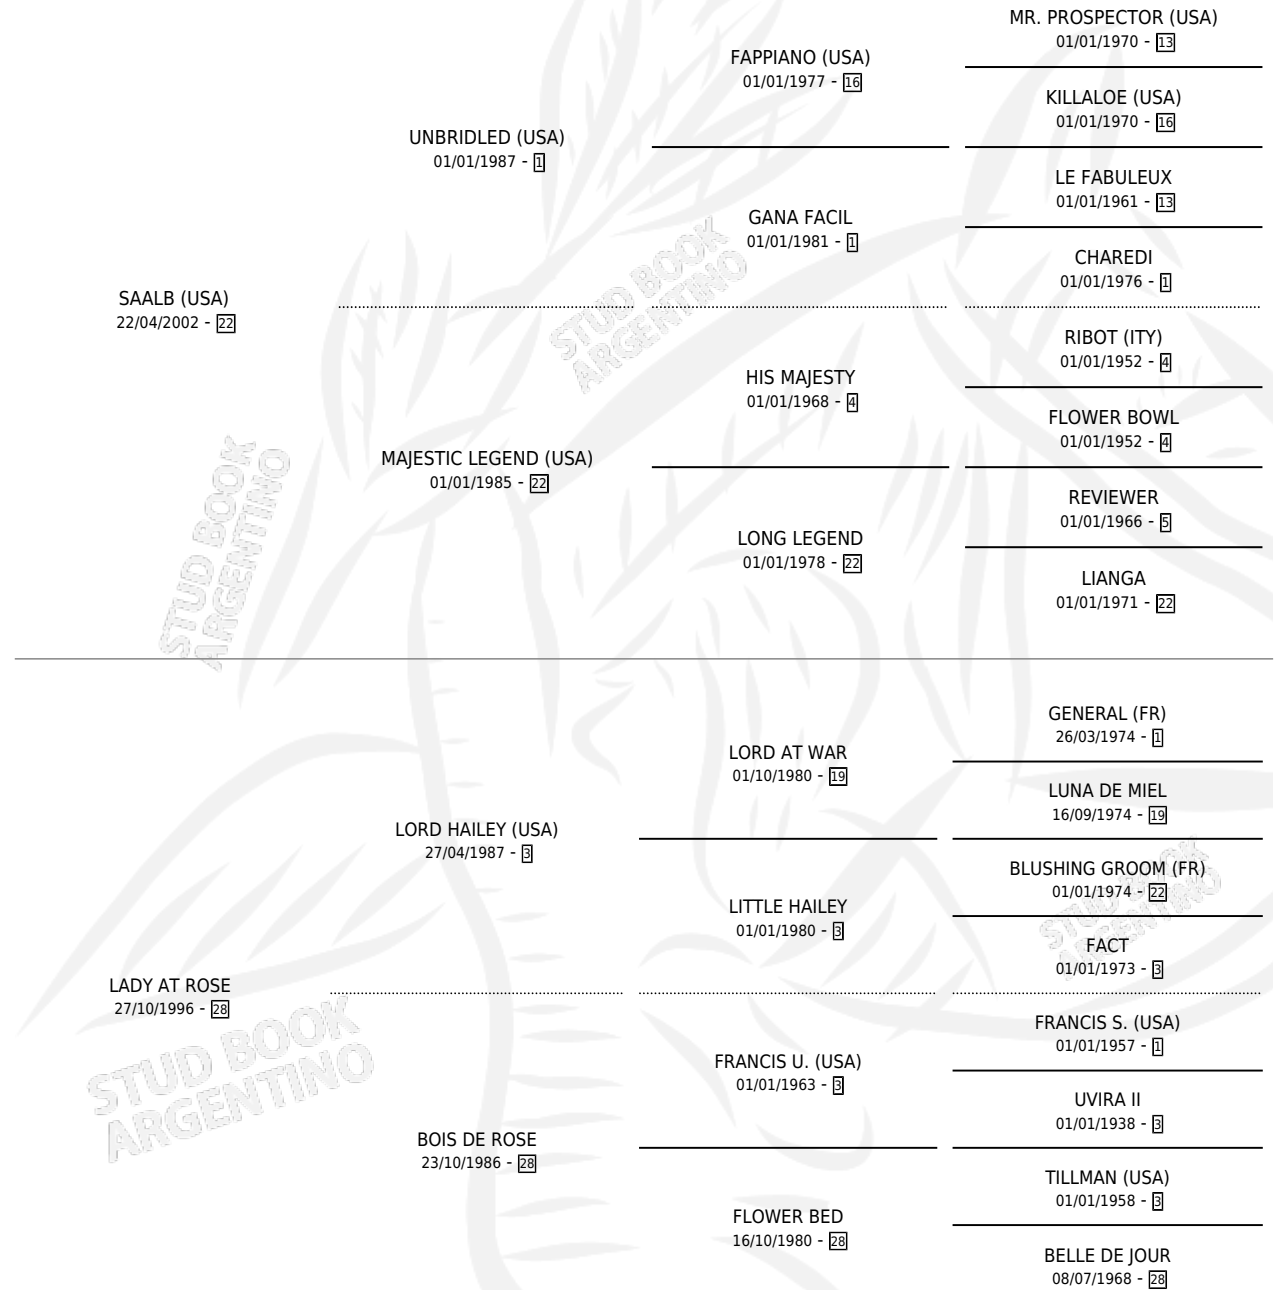 MR. PROSPECTOR (USA)
01/01/1970 - 13
FAPPIANO (USA)
01/01/1977 - 16
KILLALOE (USA)
01/01/1970 - 16
UNBRIDLED (USA)
01/01/1987 - 1
LE FABULEUX
01/01/1961 - 13
GANA FACIL
01/01/1981 - 1
CHAREDI
01/01/1976 - 1
SAALB (USA)
22/04/2002 - 22
STUD BOOK
ARGENTINO
RIBOT (ITY)
01/01/1952 - 4
HIS MAJESTY
01/01/1968 - 4
FLOWER BOWL
01/01/1952 - 4
MAJESTIC LEGEND (USA)
01/01/1985 - 22
REVIEWER
01/01/1966 - 5
LONG LEGEND
01/01/1978 - 22
LIANGA
01/01/1971 - 22
STUD BOOK
ARGENTINO
GENERAL (FR)
26/03/1974 - 1
LORD AT WAR
01/10/1980 - 19
LUNA DE MIEL
16/09/1974 - 19
LORD HAILEY (USA)
27/04/1987 - 3
BLUSHING GROOM (FR)
01/01/1974 - 22
LITTLE HAILEY
01/01/1980 - 3
FACT
01/01/1973 - 3
STUD BOOK
ARGENTINO
LADY AT ROSE
27/10/1996 - 28
FRANCIS S. (USA)
01/01/1957 - 1
FRANCIS U. (USA)
01/01/1963 - 3
UVIRA II
01/01/1938 - 3
BOIS DE ROSE
23/10/1986 - 28
TILLMAN (USA)
01/01/1958 - 3
FLOWER BED
16/10/1980 - 28
BELLE DE JOUR
08/07/1968 - 28
STUD BOOK
ARGENTINO